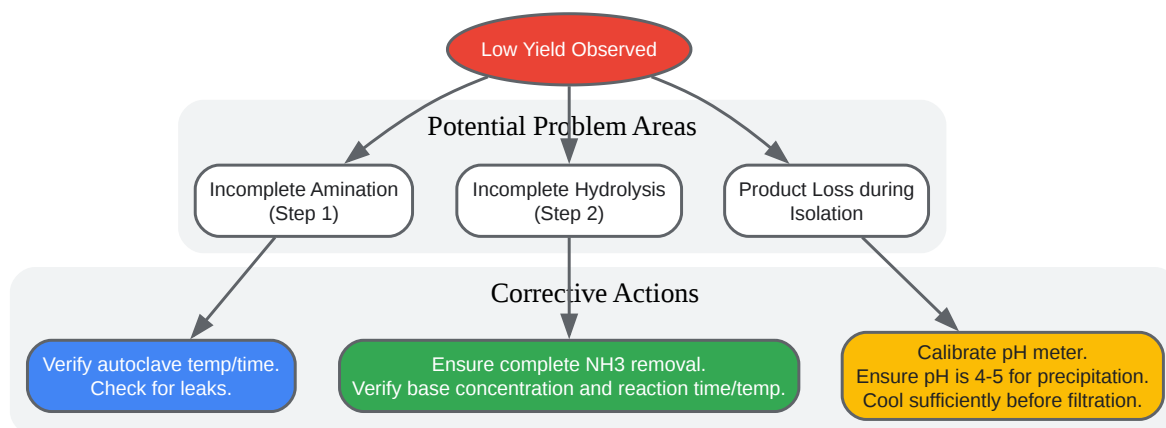 Low Yield Observed
Potential Problem Areas
Incomplete Amination
(Step 1)
Incomplete Hydrolysis
(Step 2)
Product Loss during
Isolation
Corrective Actions
Verify autoclave temp/time.
Check for leaks.
Ensure complete NH3 removal.
Verify base concentration and reaction time/temp.
Calibrate pH meter.
Ensure pH is 4-5 for precipitation.
Cool sufficiently before filtration.